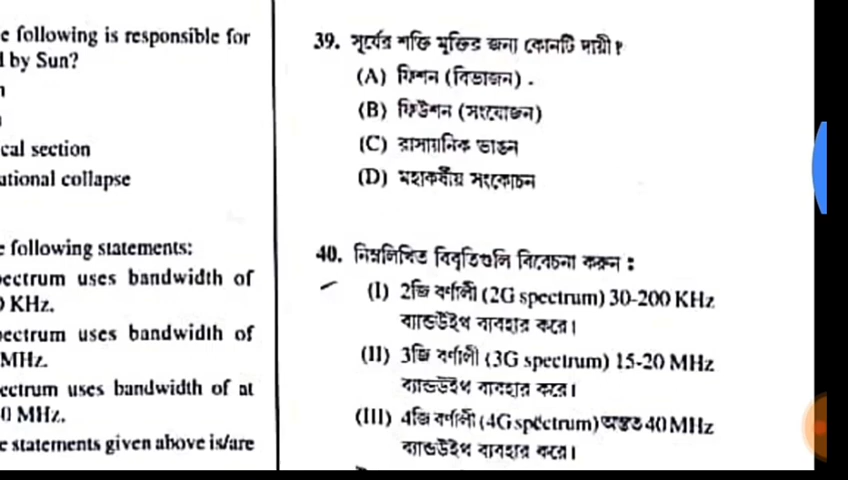 e following is responsible for
by Sun?
cal section
ational collapse
e following statements:
pectrum uses bandwidth of
KHz.
ectrum uses bandwidth of
MHz.
ectrum uses bandwidth of at
0 MHz.
e statements given above is/are
39. সূর্যের শক্তি মুক্তির জন্য কোনটি দায়ী?
(A) ফিশন (বিভাজন) .
(B) ফিউশন (সংযোজন)
(C) রাসায়নিক ভাঙন
(D) মহাকর্ষীয় সংকোচন
40. নিম্নলিখিত বিবৃতিগুলি বিবেচনা করুন :
(I) 2জি বর্ণালী (2G spectrum) 30-200 KHz
ব্যান্ডউইথ ব্যবহার করে।
(II) 3জি বর্ণালী (3G spectrum) 15-20 MHz
ব্যান্ডউইথ ব্যবহার করে।
(III) 4জি বর্ণালী (4G spectrum) অন্তত 40 MHz
ব্যান্ডউইথ ব্যবহার করে।